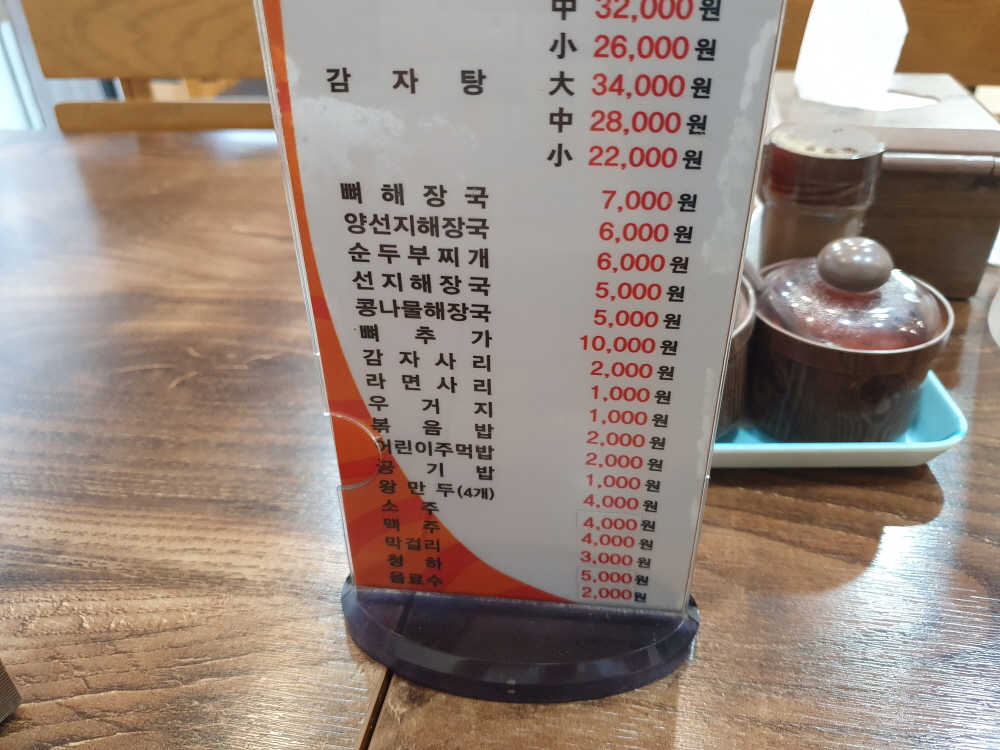 中 32,000원
小 26,000원
감 자 탕 大 34,000원
中 28,000원
小 22,000원
뼈 해 장 국 7,000원
양선지해장국 6,000원
순 두 부 찌 개 6,000원
선 지 해 장 국 5,000원
콩나물해장국 5,000원
뼈 추 가 10,000원
감 자 사 리 2,000원
라 면 사 리 1,000원
우 거 지 1,000원
볶 음 밥 2,000원
어린이주먹밥 2,000원
공 기 밥 1,000원
왕 만 두 (4개) 4,000원
소 주 4,000원
맥 주 4,000원
막걸리 3,000원
청 하 5,000원
음료수 2,000원